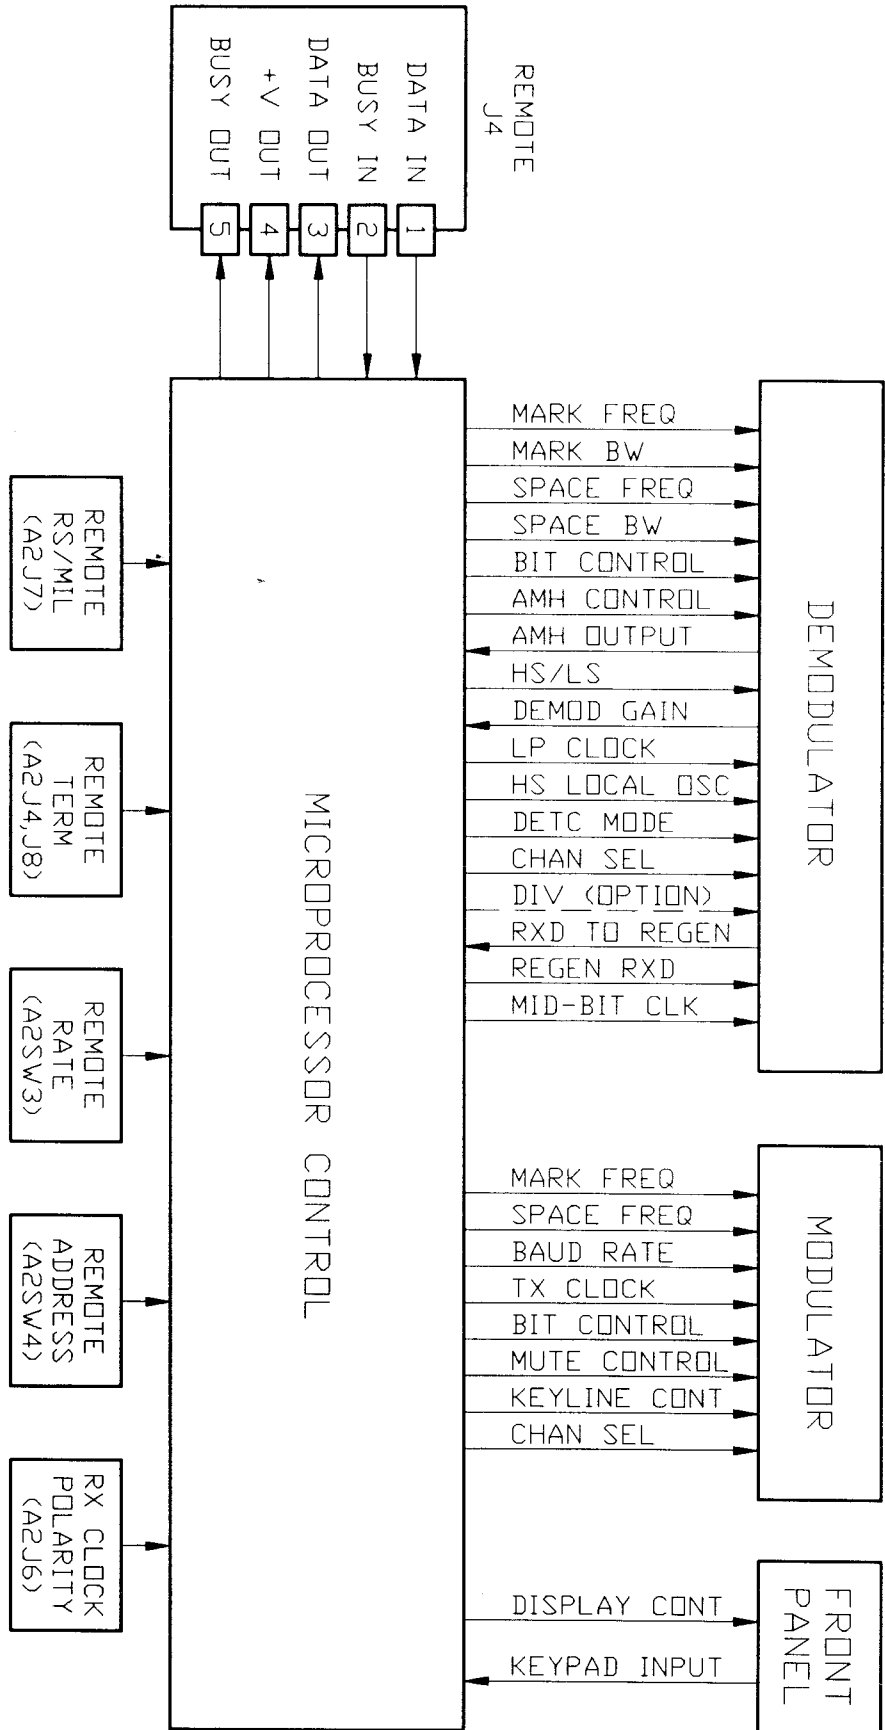 REMOTE
J4
DATA IN
BUSY IN
DATA OUT
+V OUT
BUSY OUT
1
2
3
4
5
MARK FREQ
MARK BW
SPACE FREQ
SPACE BW
BIT CONTROL
AMH CONTROL
AMH OUTPUT
HS/LS
DEMOD GAIN
LP CLOCK
HS LOCAL OSC
DETC MODE
CHAN SEL
DIV (OPTION)
RXD TO REGEN
REGEN RXD
MID-BIT CLK
DEMODULATOR
MARK FREQ
SPACE FREQ
BAUD RATE
TX CLOCK
BIT CONTROL
MUTE CONTROL
KEYLINE CONT
CHAN SEL
MODULATOR
DISPLAY CONT
KEYPAD INPUT
FRONT
PANEL
MICROPROCESSOR CONTROL
REMOTE
RS/MIL
(A2J7)
REMOTE
TERM
(A2J4,J8)
REMOTE
RATE
(A2SW3)
REMOTE
ADDRESS
(A2SW4)
RX CLOCK
POLARITY
(A2J6)